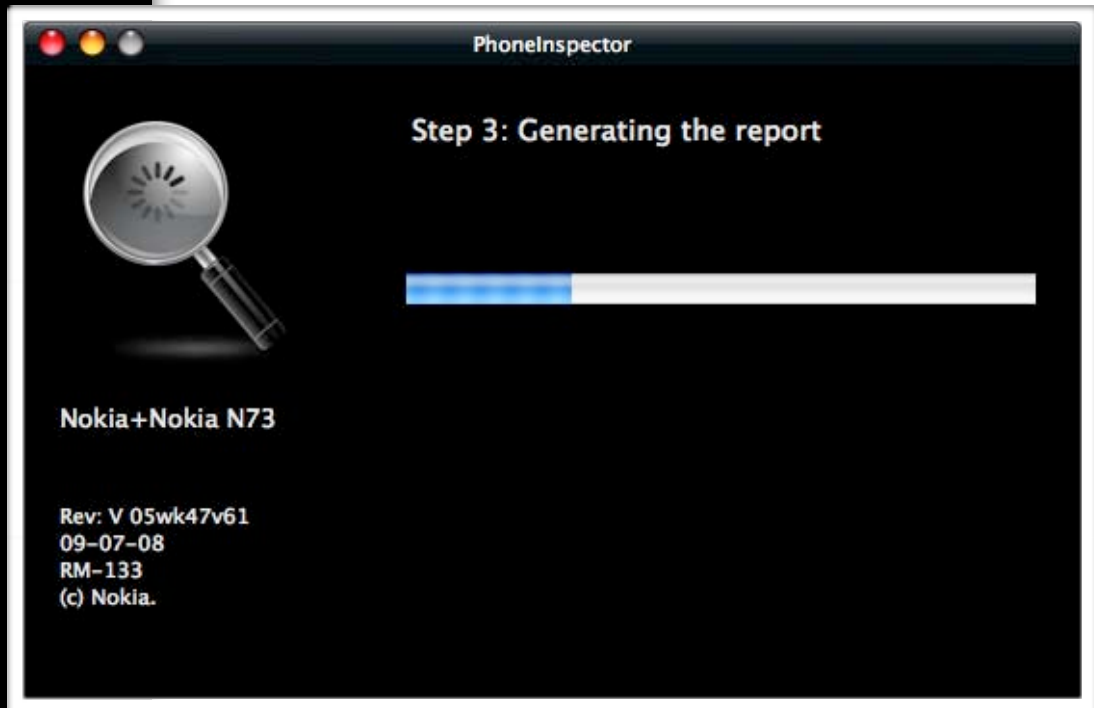 PhoneInspector
Step 3: Generating the report
Nokia+Nokia N73
Rev: V 05wk47v61
09-07-08
RM-133
(c) Nokia.